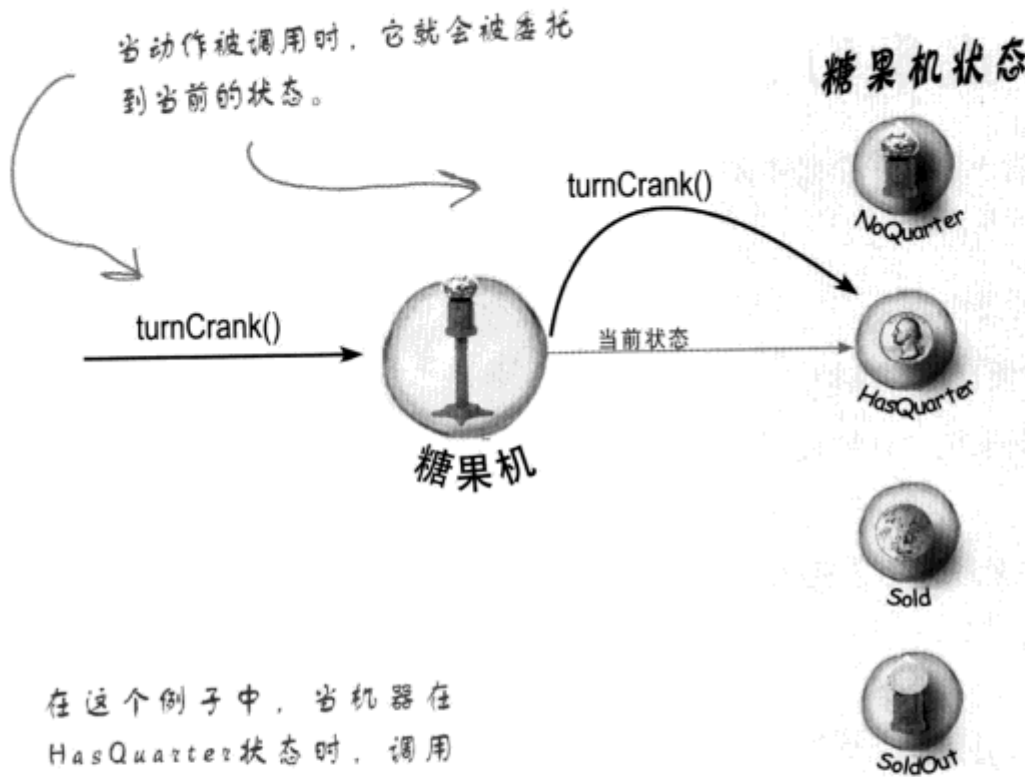 当动作被调用时，它就会被委托
到当前的状态。
糖果机状态
turnCrank()
NoQuarter
turnCrank()
当前状态
HasQuarter
糖果机
Sold
在这个例子中，当机器在
HasQuarter状态时，调用
SoldOut